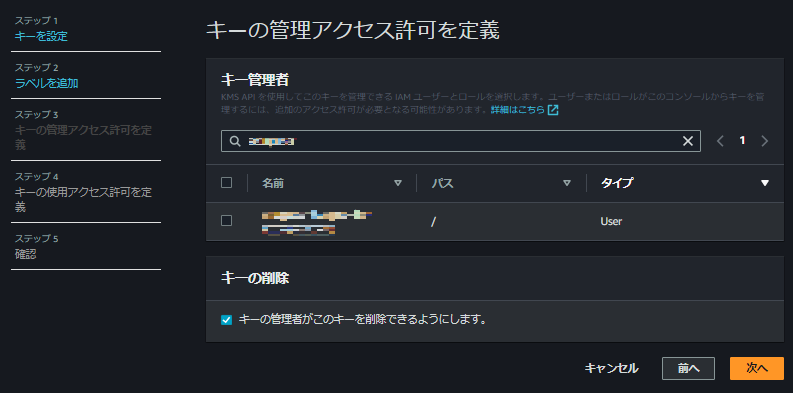 ステップ 1
キーを設定
ステップ 2
ラベルを追加
ステップ 3
キーの管理アクセス許可を定
義
ステップ 4
キーの使用アクセス許可を定
義
ステップ 5
確認
キーの管理アクセス許可を定義
キー管理者
KMS API を使用してこのキーを管理できる IAM ユーザーとロールを選択します。ユーザーまたはロールがこのコンソールからキーを管
理するには、追加のアクセス許可が必要となる可能性があります。詳細はこちら
1
名前 パス タイプ
/ User
キーの削除
キーの管理者がこのキーを削除できるようにします。
キャンセル 前へ 次へ